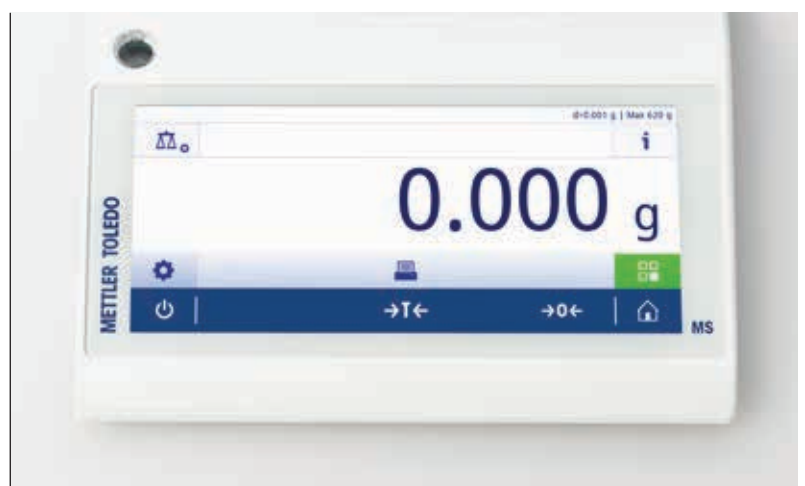 d=0.001 g | Max 620 g
i
0.000 g
→T←
→0←
METTLER TOLEDO
MS